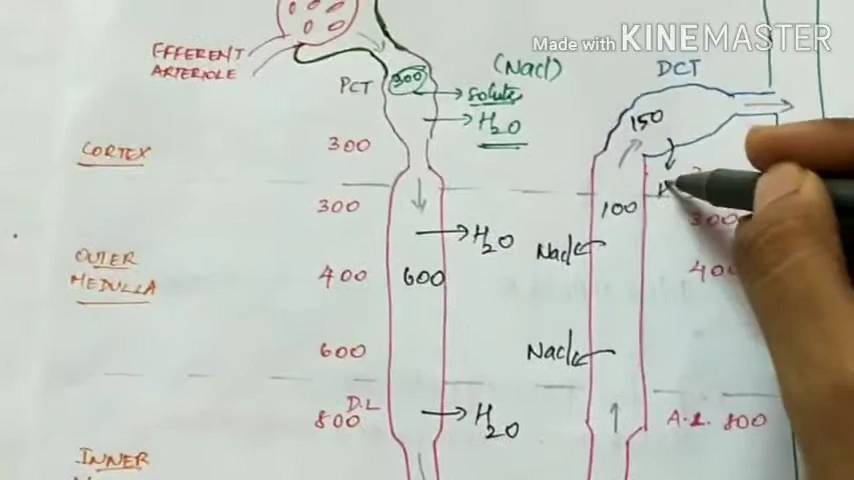 Made with KINEMASTER
EFFERENT
ARTERIOLE
PCT
300
(Nacl)
solute
H2O
DCT
150
CORTEX
300
300
H2O
100
300
Nacl
OUTER
MEDULLA
400
600
400
600
Nacl
D.L
800
H2O
A.L. 800
INNER